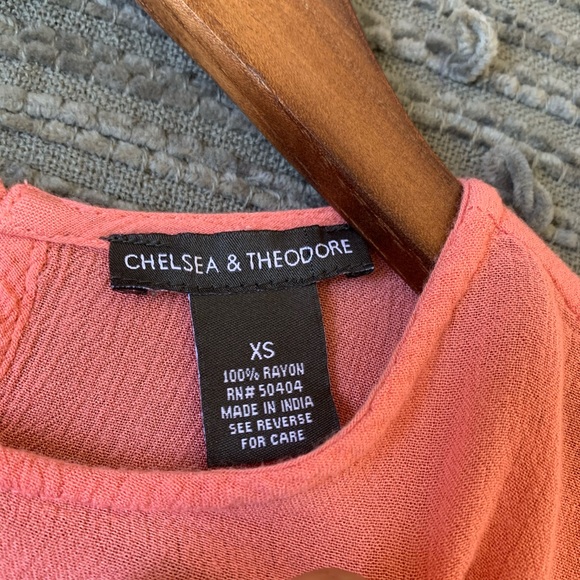 CHELSEA & THEODORE
XS
100% RAYON
RN# 50404
MADE IN INDIA
SEE REVERSE
FOR CARE